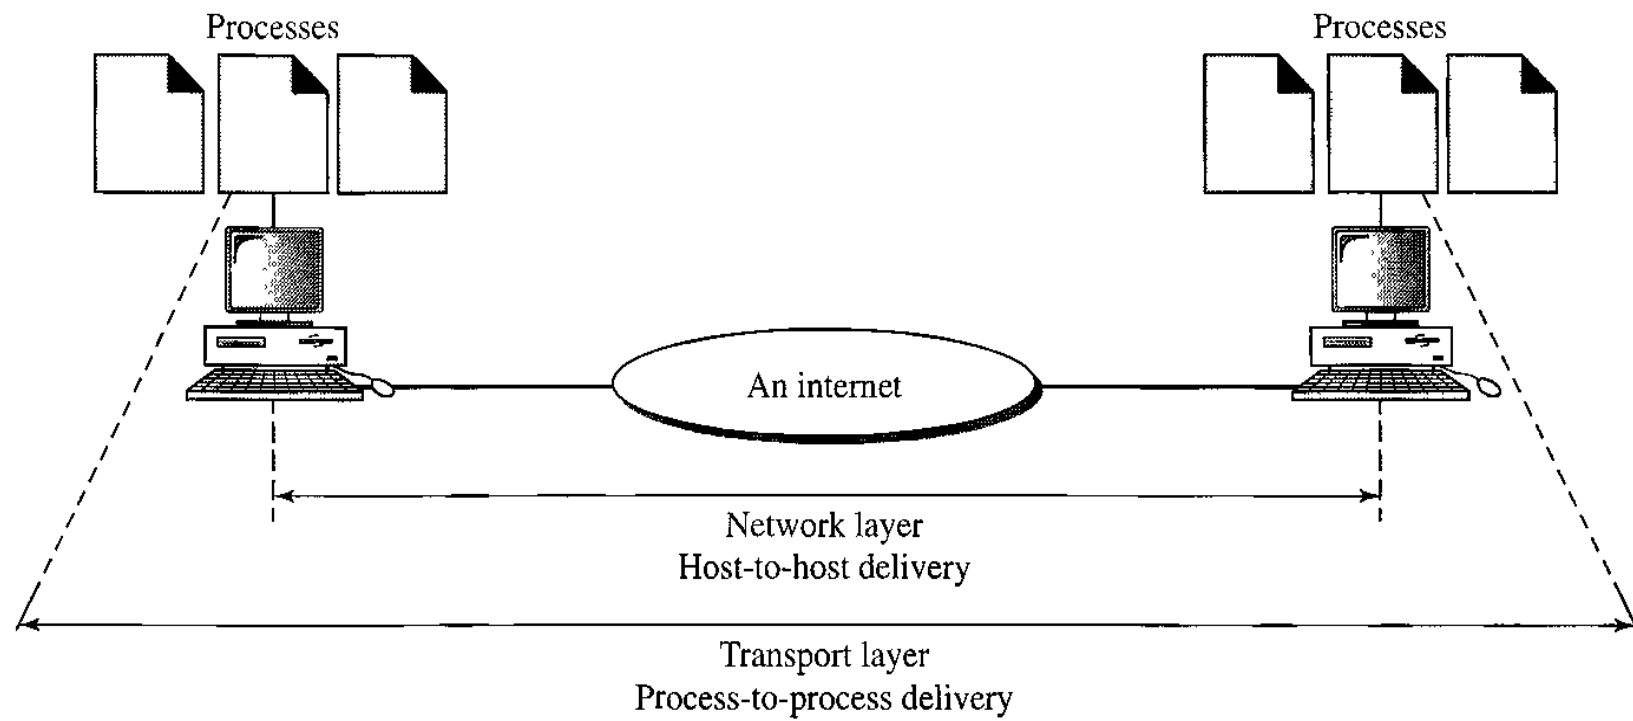 Processes
Processes
An internet
Network layer
Host-to-host delivery
Transport layer
Process-to-process delivery